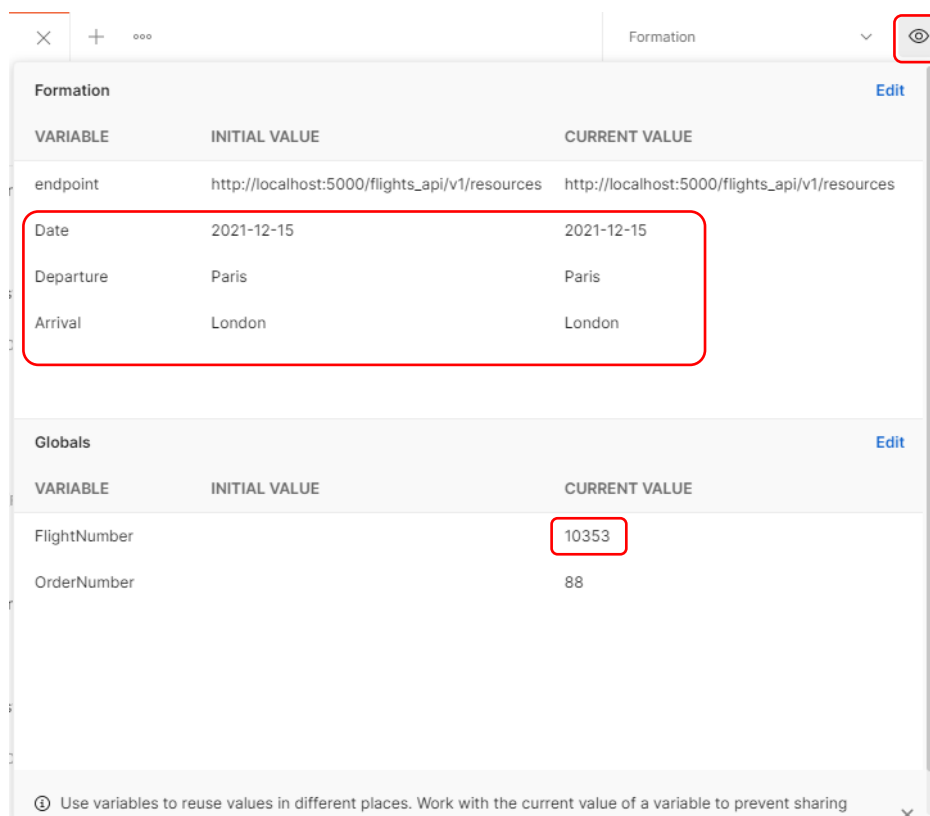 Formation
Formation Edit
VARIABLE INITIAL VALUE CURRENT VALUE
endpoint http://localhost:5000/flights_api/v1/resources http://localhost:5000/flights_api/v1/resources
Date 2021-12-15 2021-12-15
Departure Paris Paris
Arrival London London
Globals Edit
VARIABLE INITIAL VALUE CURRENT VALUE
FlightNumber 10353
OrderNumber 88
Use variables to reuse values in different places. Work with the current value of a variable to prevent sharing